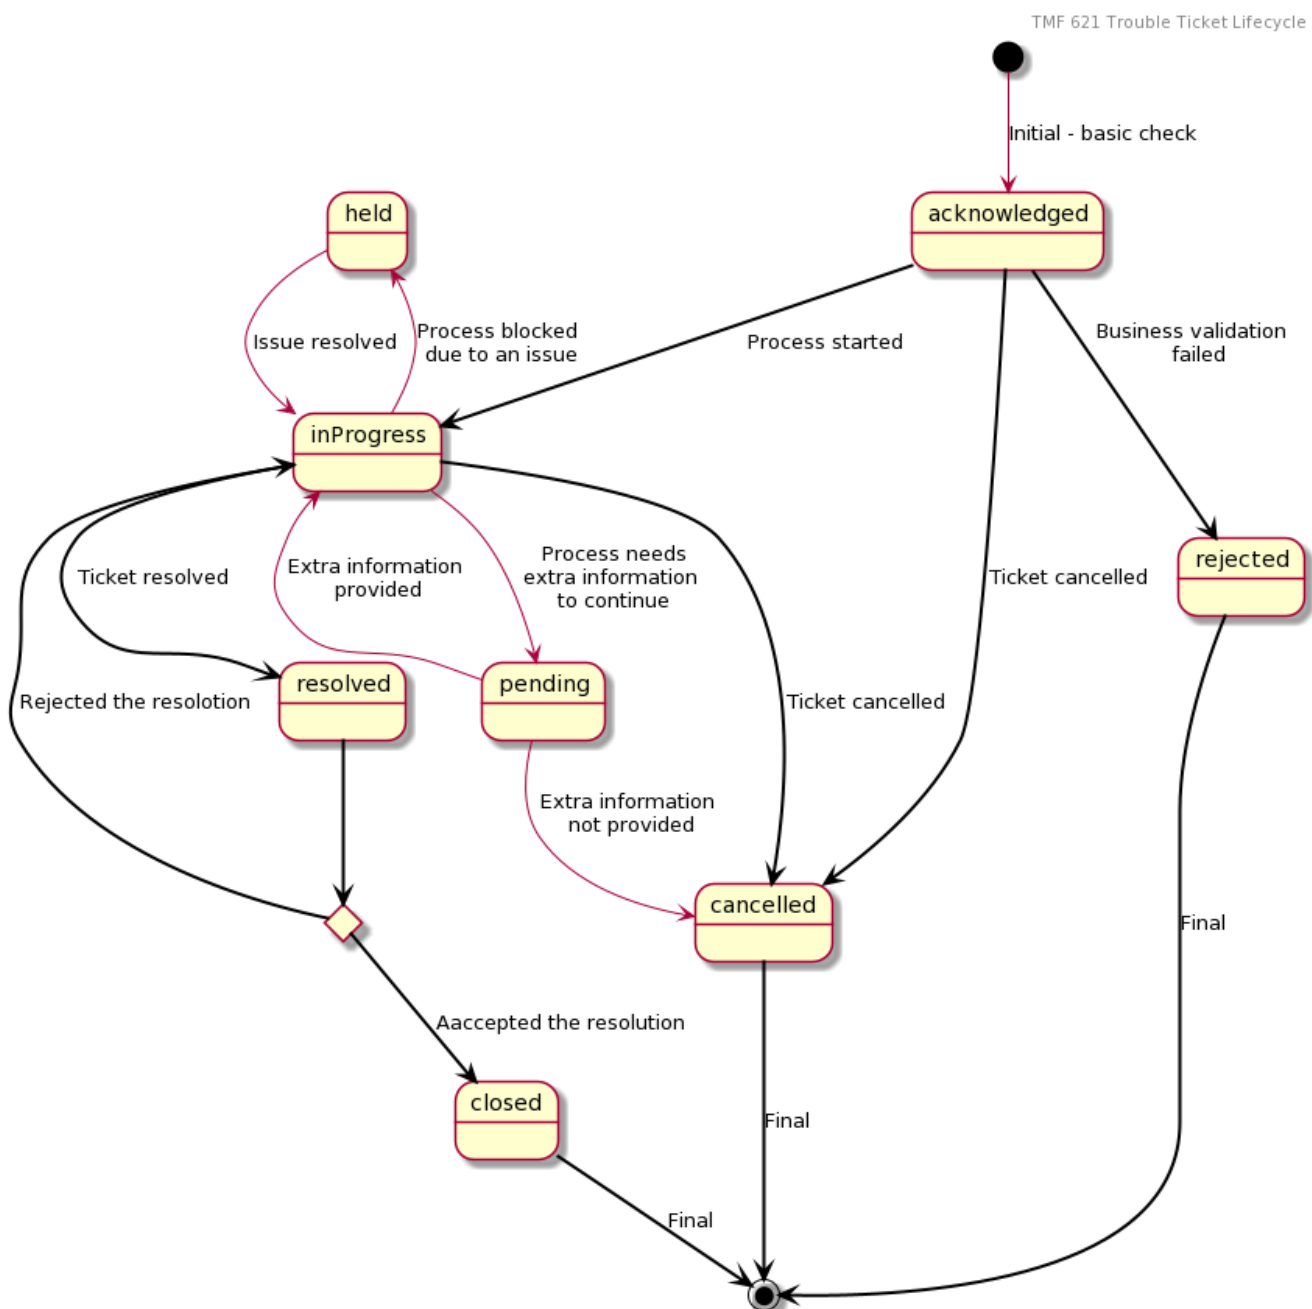 TMF 621 Trouble Ticket Lifecycle
Initial - basic check
held
acknowledged
Issue resolved
Process blocked
due to an issue
Process started
Business validation
failed
inProgress
Ticket resolved
Extra information
provided
Process needs
extra information
to continue
Ticket cancelled
rejected
resolved
pending
Rejected the resolotion
Ticket cancelled
Extra information
not provided
cancelled
Final
Aaccepted the resolution
closed
Final
Final